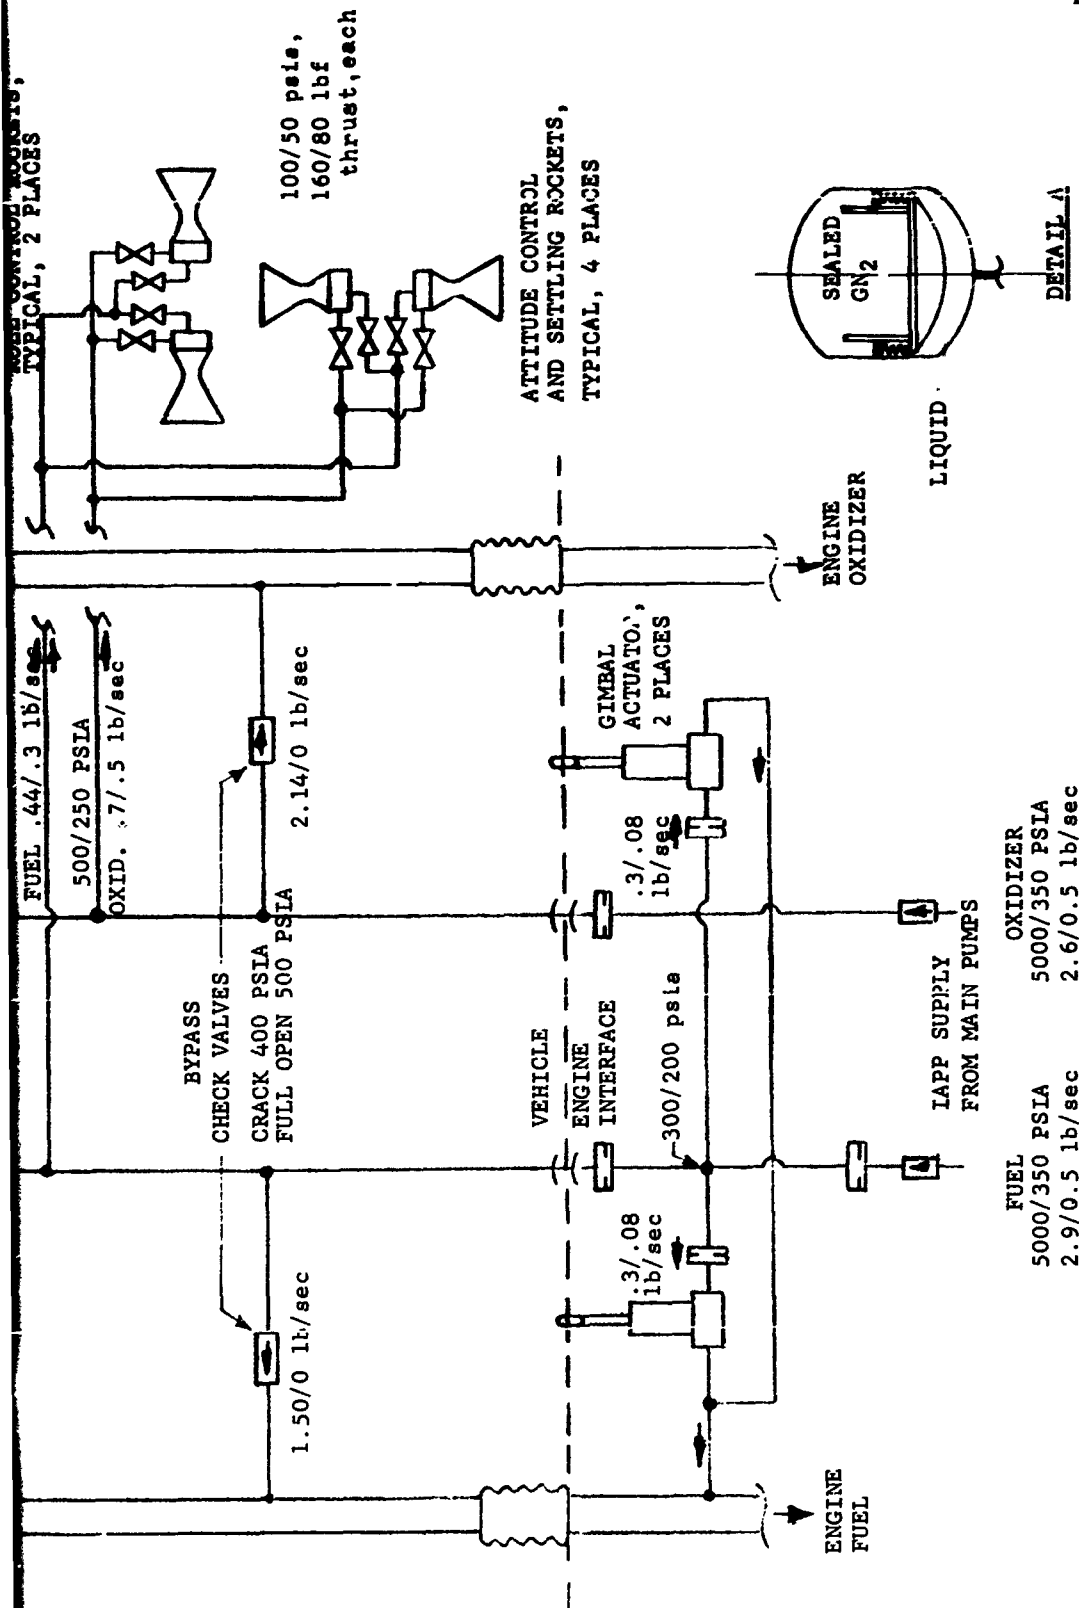 TYPICAL, 2 PLACES
100/50 psia,
160/80 lbf
thrust, each
ATTITUDE CONTROL
AND SETTLING ROCKETS,
TYPICAL, 4 PLACES
SEALED
GN2
LIQUID
DETAIL A
ENGINE
OXIDIZER
FUEL .44/.3 lb/sec
500/250 PSIA
OXID. .7/.5 lb/sec
2.14/0 lb/sec
BYPASS
CHECK VALVES
CRACK 400 PSIA
FULL OPEN 500 PSIA
1.50/0 lb/sec
GIMBAL
ACTUATOR,
2 PLACES
.3/.08
lb/sec
VEHICLE
ENGINE
INTERFACE
300/200 psia
.3/.08
lb/sec
ENGINE
FUEL
IAPP SUPPLY
FROM MAIN PUMPS
OXIDIZER
5000/350 PSIA
2.6/0.5 lb/sec
FUEL
5000/350 PSIA
2.9/0.5 lb/sec